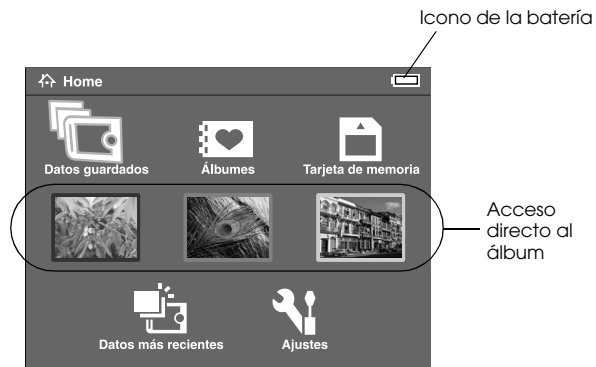 Icono de la batería
Home
Datos guardados
Álbumes
Tarjeta de memoria
Acceso
directo al
álbum
Datos más recientes
Ajustes